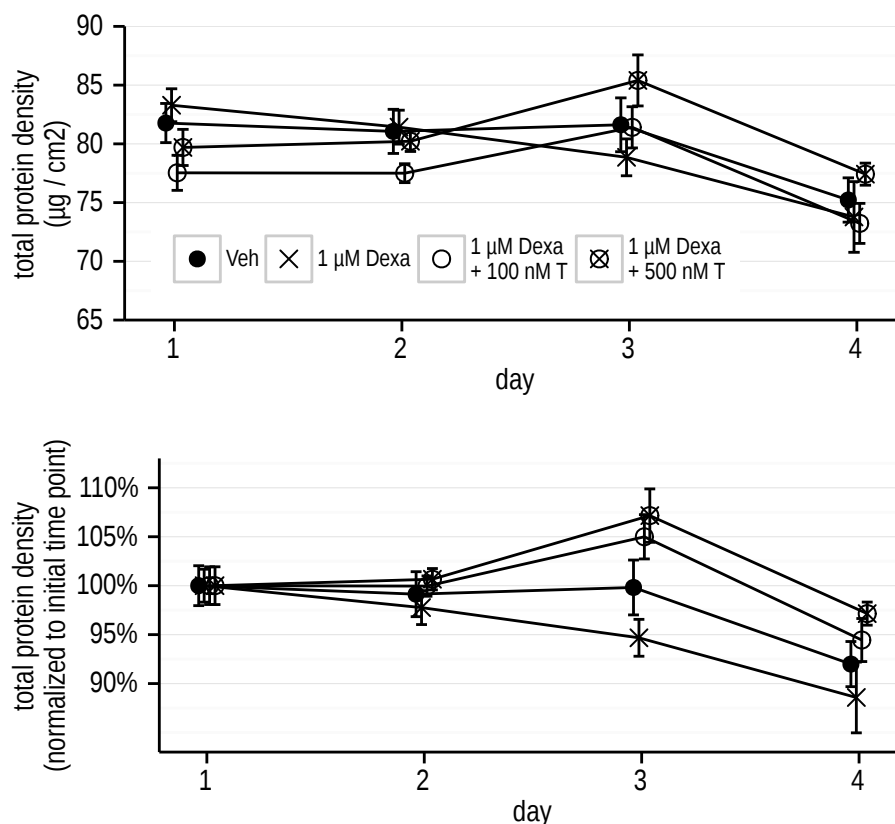 90
85
80
75
70
65
total protein density
(µg / cm2)
Veh
1 µM Dexa
1 µM Dexa
+ 100 nM T
1 µM Dexa
+ 500 nM T
1 2 3 4
day
110%
105%
100%
95%
90%
total protein density
(normalized to initial time point)
1 2 3 4
day